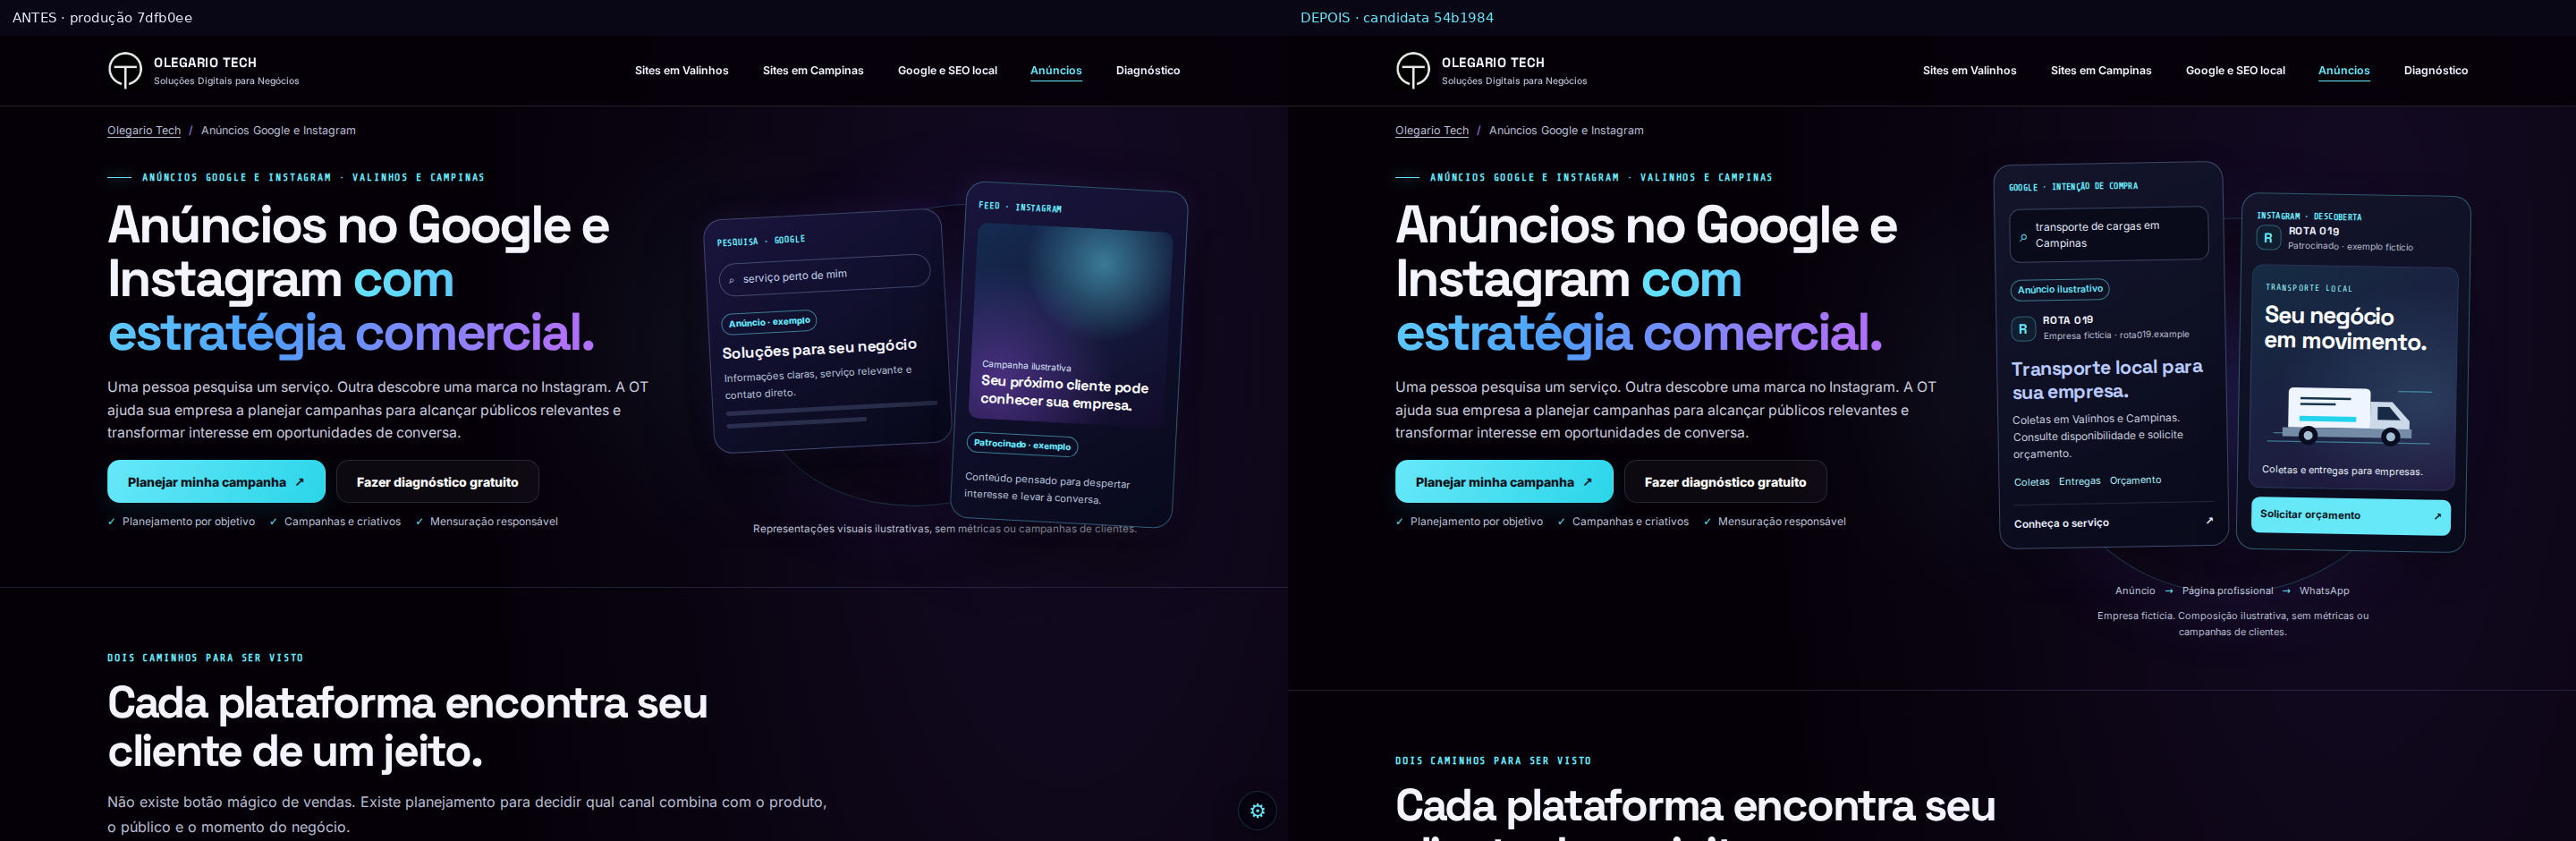 ANTES · produção 7dfb0ee
OLEGARIO TECH
Soluções Digitais para Negócios
Sites em Valinhos
Sites em Campinas
Google e SEO local
Anúncios
Diagnóstico
Olegario Tech / Anúncios Google e Instagram
ANÚNCIOS GOOGLE E INSTAGRAM · VALINHOS E CAMPINAS
Anúncios no Google e
Instagram com
estratégia comercial.
Uma pessoa pesquisa um serviço. Outra descobre uma marca no Instagram. A OT
ajuda sua empresa a planejar campanhas para alcançar públicos relevantes e
transformar interesse em oportunidades de conversa.
Planejar minha campanha ↗
Fazer diagnóstico gratuito
✓ Planejamento por objetivo ✓ Campanhas e criativos ✓ Mensuração responsável
PESQUISA · GOOGLE
⌕ serviço perto de mim
Anúncio · exemplo
Soluções para seu negócio
Informações claras, serviço relevante e
contato direto.
FEED · INSTAGRAM
Campanha ilustrativa
Seu próximo cliente pode
conhecer sua empresa.
Patrocinado · exemplo
Conteúdo pensado para despertar
interesse e levar à conversa.
Representações visuais ilustrativas, sem métricas ou campanhas de clientes.
DOIS CAMINHOS PARA SER VISTO
Cada plataforma encontra seu
cliente de um jeito.
Não existe botão mágico de vendas. Existe planejamento para decidir qual canal combina com o produto,
o público e o momento do negócio.
DEPOIS · candidata 54b1984
OLEGARIO TECH
Soluções Digitais para Negócios
Sites em Valinhos
Sites em Campinas
Google e SEO local
Anúncios
Diagnóstico
Olegario Tech / Anúncios Google e Instagram
ANÚNCIOS GOOGLE E INSTAGRAM · VALINHOS E CAMPINAS
Anúncios no Google e
Instagram com
estratégia comercial.
Uma pessoa pesquisa um serviço. Outra descobre uma marca no Instagram. A OT
ajuda sua empresa a planejar campanhas para alcançar públicos relevantes e
transformar interesse em oportunidades de conversa.
Planejar minha campanha ↗
Fazer diagnóstico gratuito
✓ Planejamento por objetivo ✓ Campanhas e criativos ✓ Mensuração responsável
GOOGLE · INTENÇÃO DE COMPRA
⌕ transporte de cargas em
Campinas
Anúncio ilustrativo
R ROTA 019
Empresa fictícia · rota019.example
Transporte local para
sua empresa.
Coletas em Valinhos e Campinas.
Consulte disponibilidade e solicite
orçamento.
Coletas Entregas Orçamento
Conheça o serviço ↗
INSTAGRAM · DESCOBERTA
R ROTA 019
Patrocinado · exemplo fictício
TRANSPORTE LOCAL
Seu negócio
em movimento.
Coletas e entregas para empresas.
Solicitar orçamento ↗
Anúncio → Página profissional → WhatsApp
Empresa fictícia. Composição ilustrativa, sem métricas ou
campanhas de clientes.
DOIS CAMINHOS PARA SER VISTO
Cada plataforma encontra seu